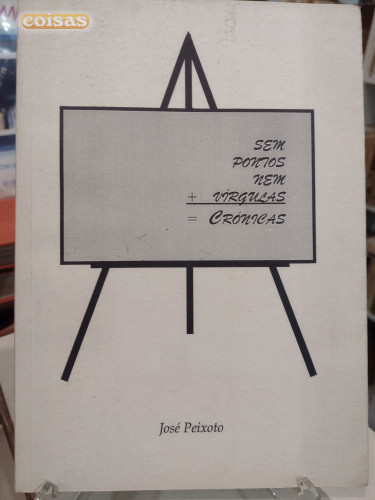 coisas
SEM
PONTOS
NEM
+ VÍRGULAS
= CRÓNICAS
José Peixoto